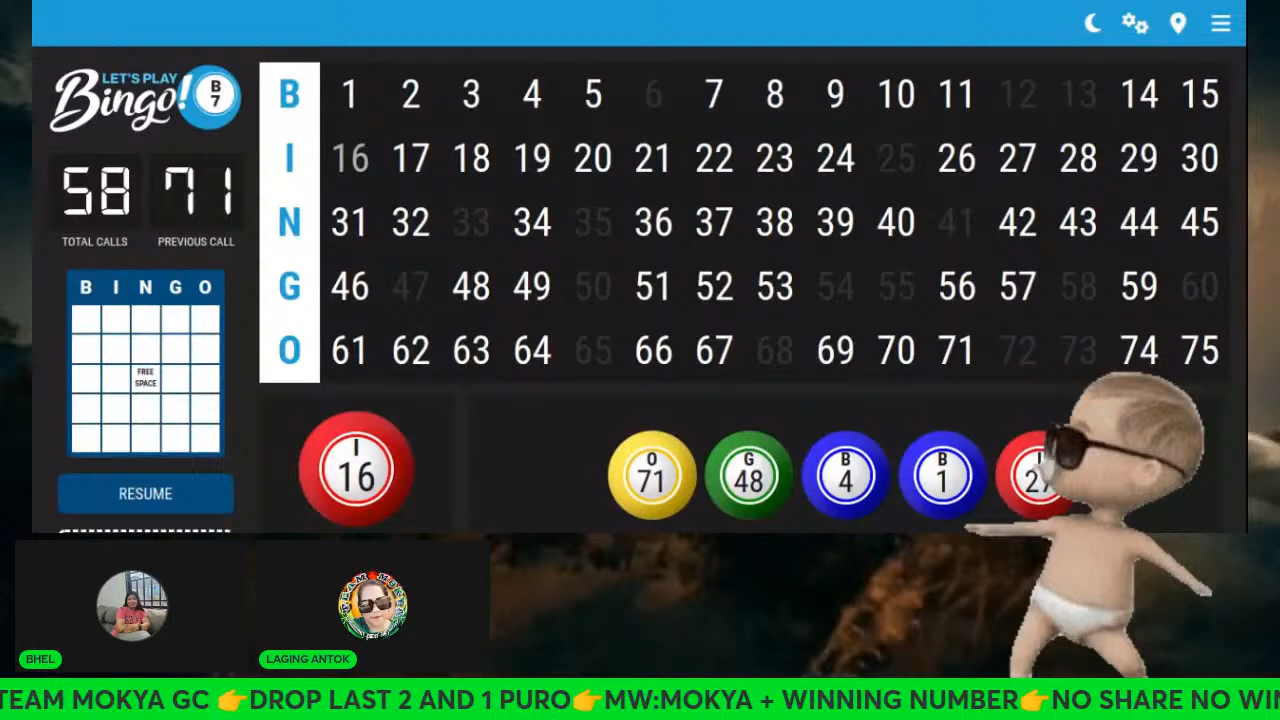 LET'S PLAY
Bingo!
B
7
58 71
TOTAL CALLS PREVIOUS CALL
B I N G O
FREE
SPACE
RESUME
B 1 2 3 4 5 6 7 8 9 10 11 12 13 14 15
I 16 17 18 19 20 21 22 23 24 25 26 27 28 29 30
N 31 32 33 34 35 36 37 38 39 40 41 42 43 44 45
G 46 47 48 49 50 51 52 53 54 55 56 57 58 59 60
O 61 62 63 64 65 66 67 68 69 70 71 72 73 74 75
I
16
O
71
G
48
B
4
B
1
I
27
TEAM MOKYA
BHEL
LAGING ANTOK
TEAM MOKYA GC 👉DROP LAST 2 AND 1 PURO👉MW:MOKYA + WINNING NUMBER👉NO SHARE NO WI